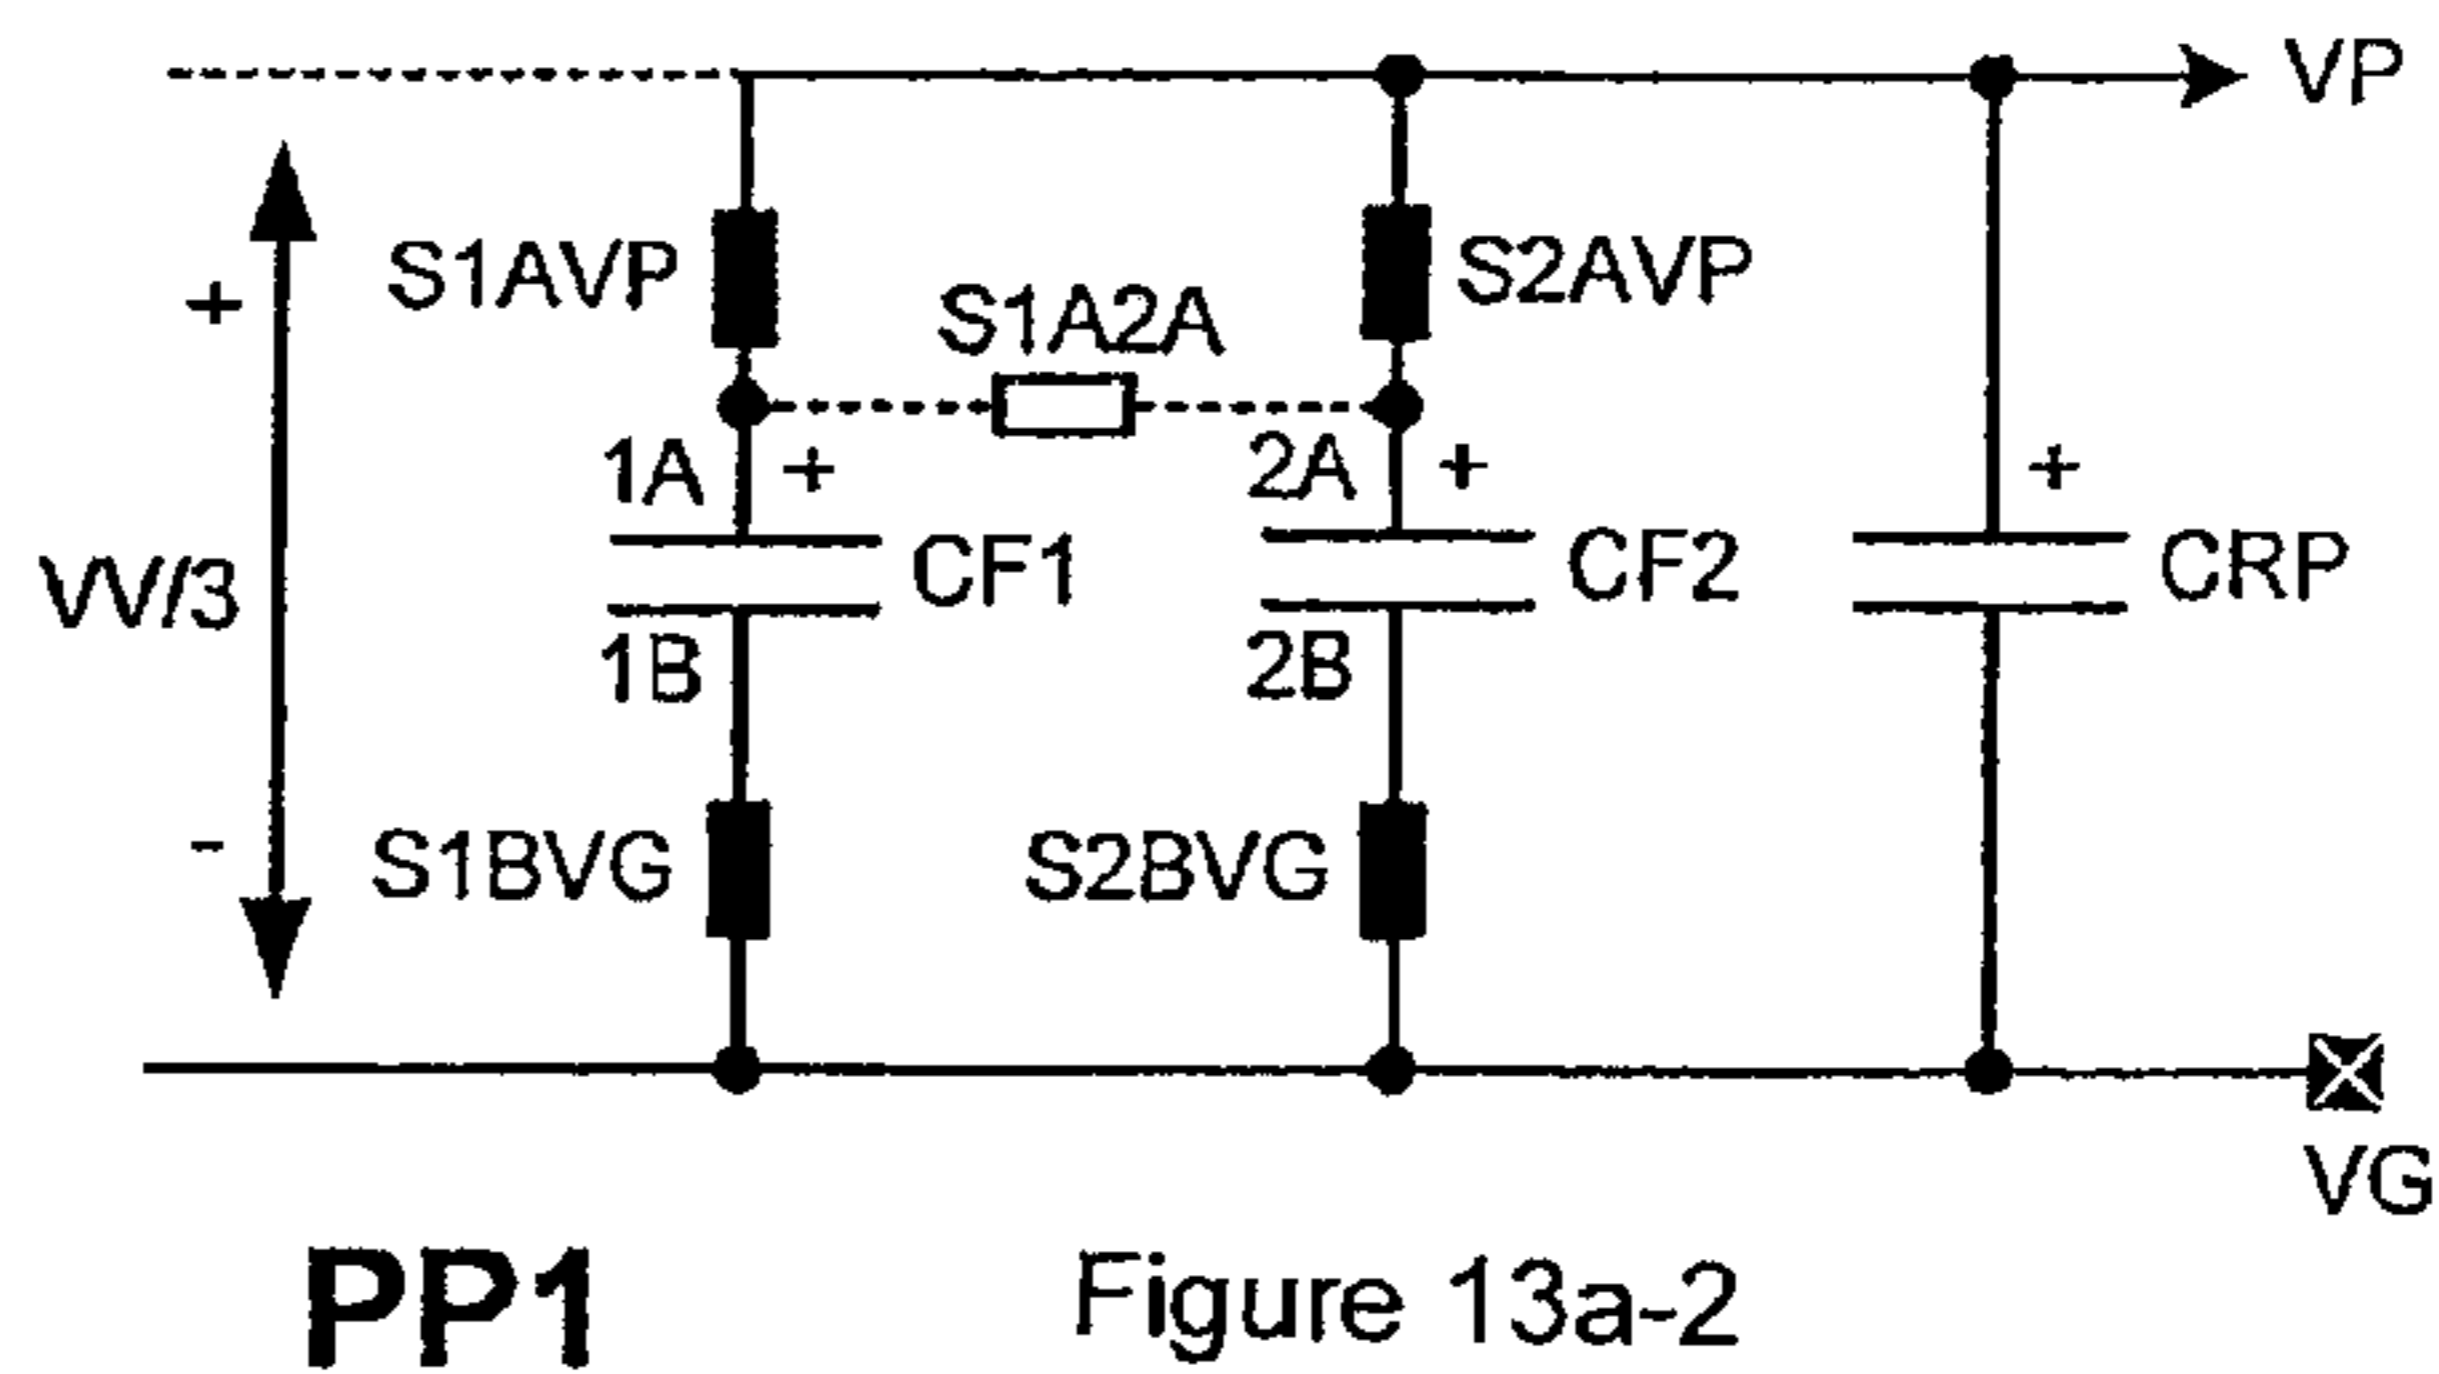 VP
S1AVP
S2AVP
S1A2A
+
1A +
2A +
+
VV/3
CF1
CF2
CRP
1B
2B
-
S1BVG
S2BVG
VG
PP1
Figure 13a-2